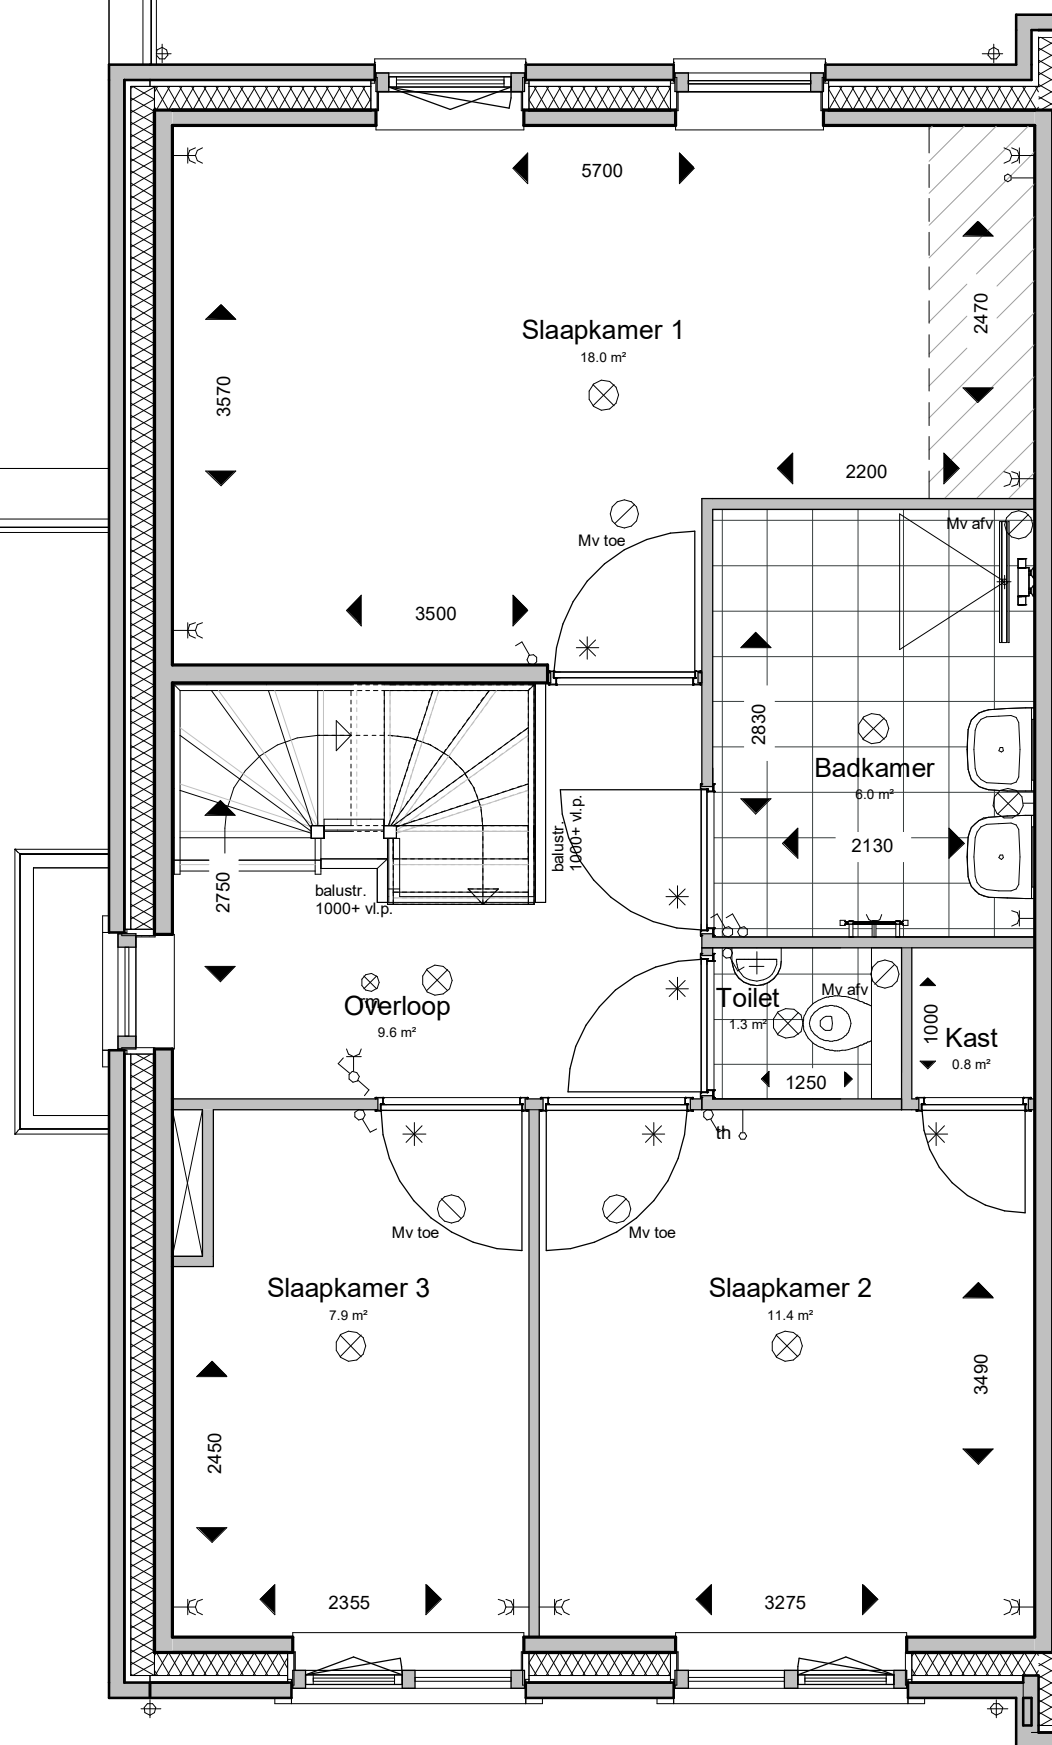 5700
2470
Slaapkamer 1
18.0 m²
3570
2200
Mv toe
Mv afv
3500
2830
Badkamer
6.0 m²
balustr.
1000+ vl.p.
2130
2750
balustr.
1000+ vl.p.
rm
Overloop
9.6 m²
Toilet
1.3 m²
Mv afv
1000
Kast
0.8 m²
1250
th
Mv toe
Mv toe
Slaapkamer 3
7.9 m²
Slaapkamer 2
11.4 m²
3490
2450
2355
3275